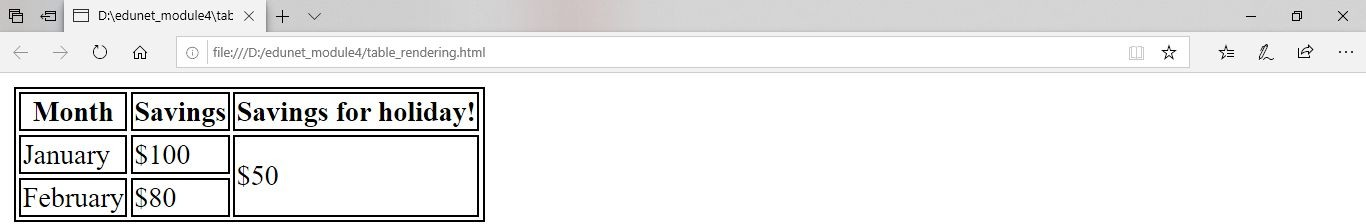 D:\edunet_module4\tab
file:///D:/edunet_module4/table_rendering.html
Month Savings Savings for holiday!
January $100 $50
February $80